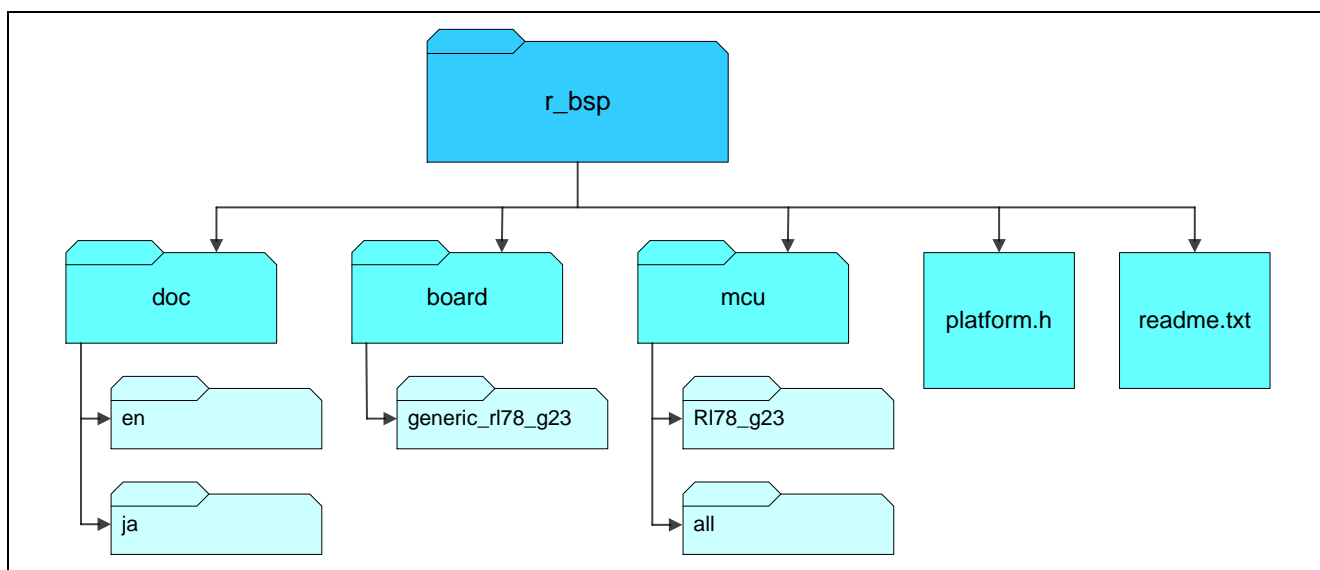 r_bsp
doc
board
mcu
platform.h
readme.txt
en
generic_rl78_g23
Rl78_g23
ja
all